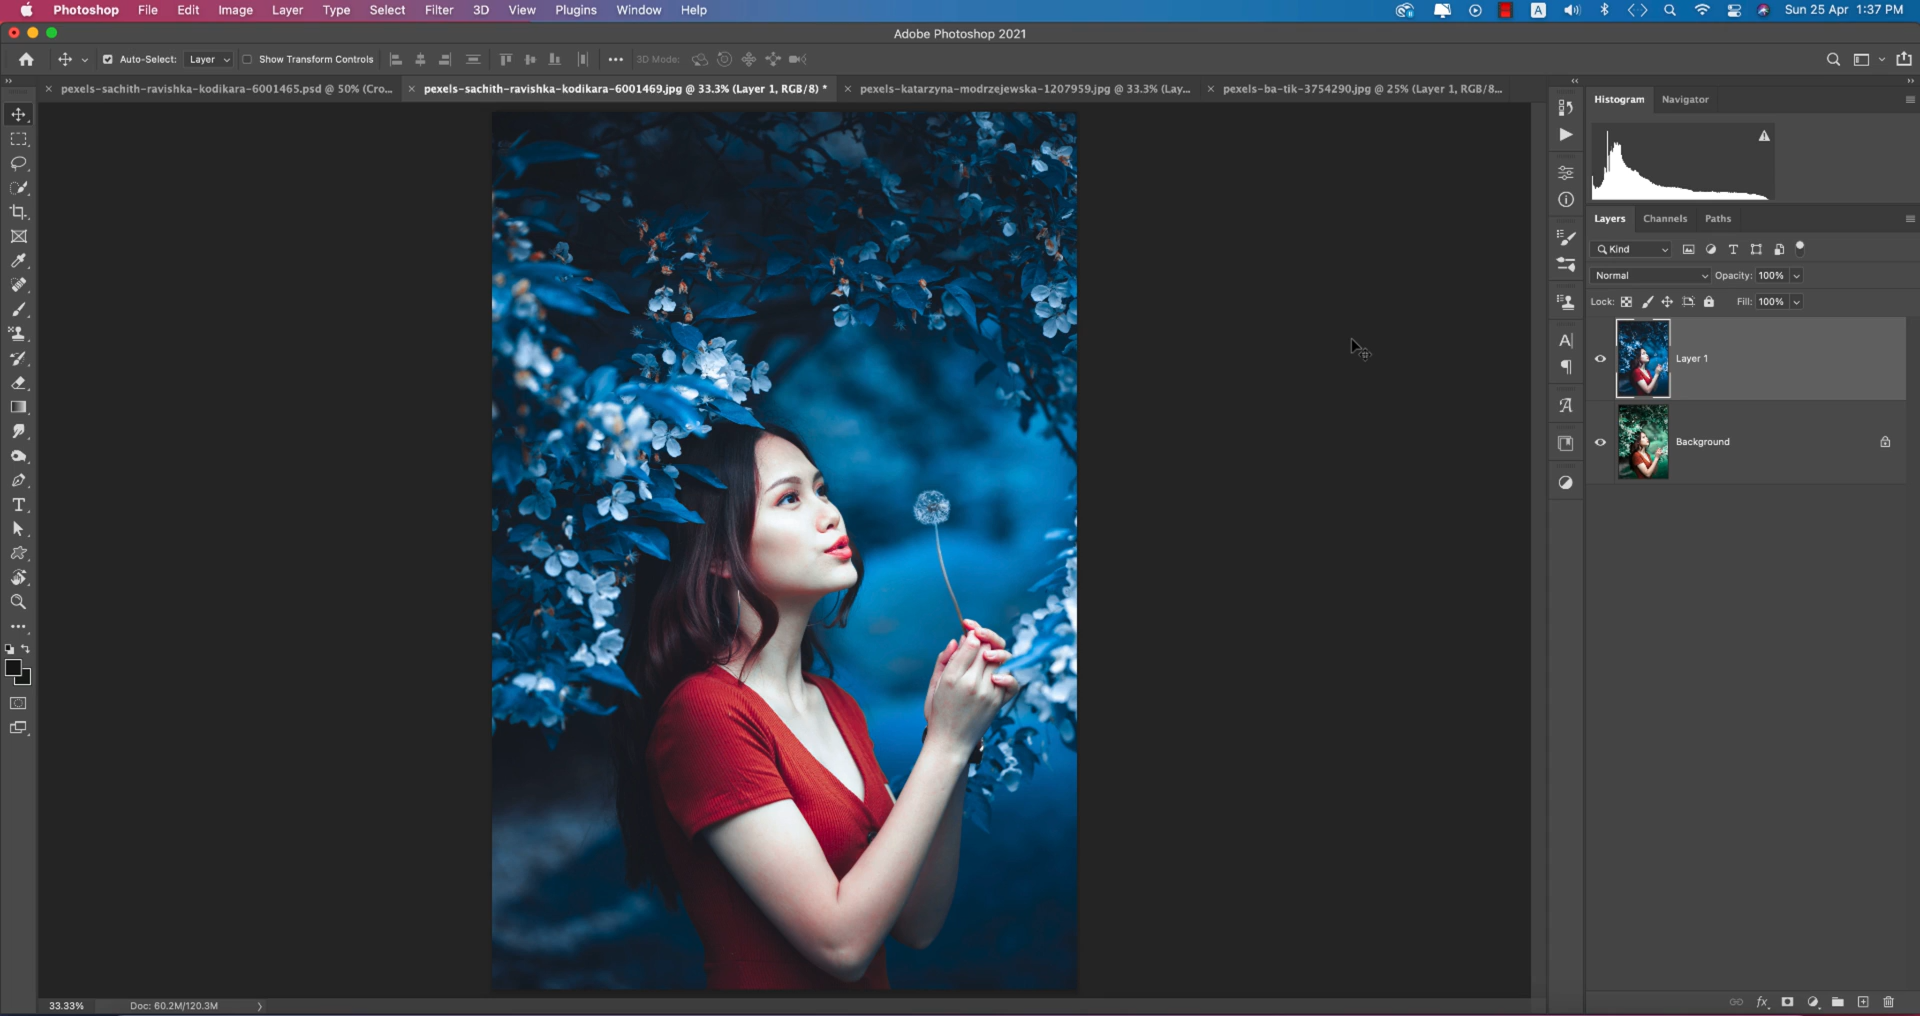 Photoshop File Edit Image Layer Type Select Filter 3D View Plugins Window Help A Sun 25 Apr 1:37 PM
Adobe Photoshop 2021
Auto-Select: Layer Show Transform Controls 3D Mode:
pexels-sachith-ravishka-kodikara-6001465.psd @ 50% (Cro... pexels-sachith-ravishka-kodikara-6001469.jpg @ 33.3% (Layer 1, RGB/8) * pexels-katarzyna-modrzejewska-1207959.jpg @ 33.3% (Lay... pexels-ba-tik-3754290.jpg @ 25% (Layer 1, RGB/8...
Histogram Navigator
Layers Channels Paths
Kind
Normal Opacity: 100%
Lock: Fill: 100%
Layer 1
Background
33.33% Doc: 60.2M/120.3M